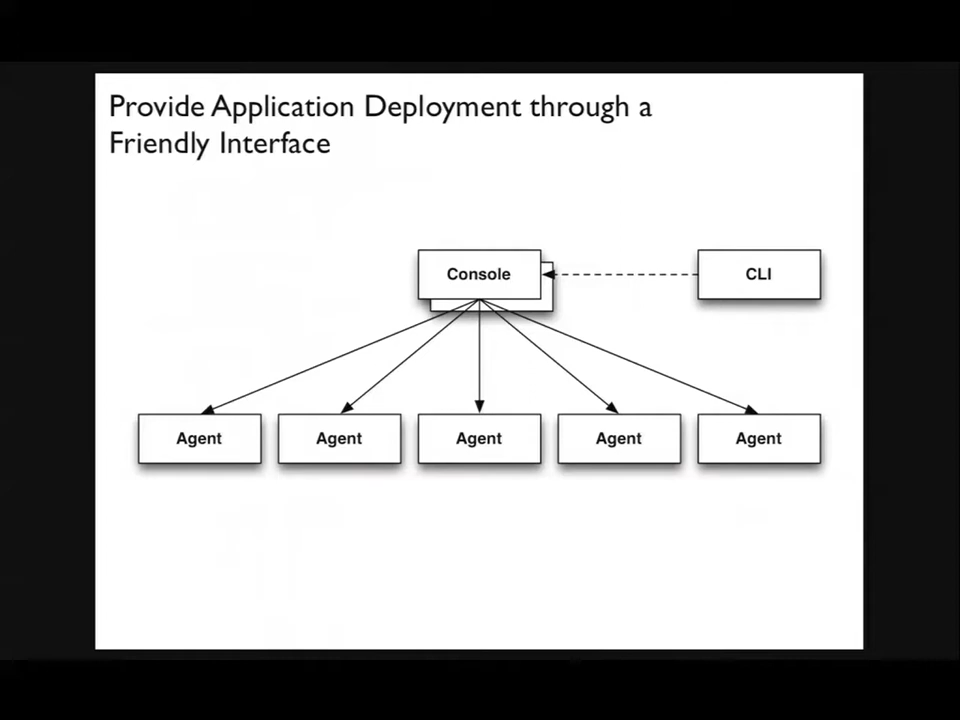 Provide Application Deployment through a
Friendly Interface
Console
CLI
Agent
Agent
Agent
Agent
Agent